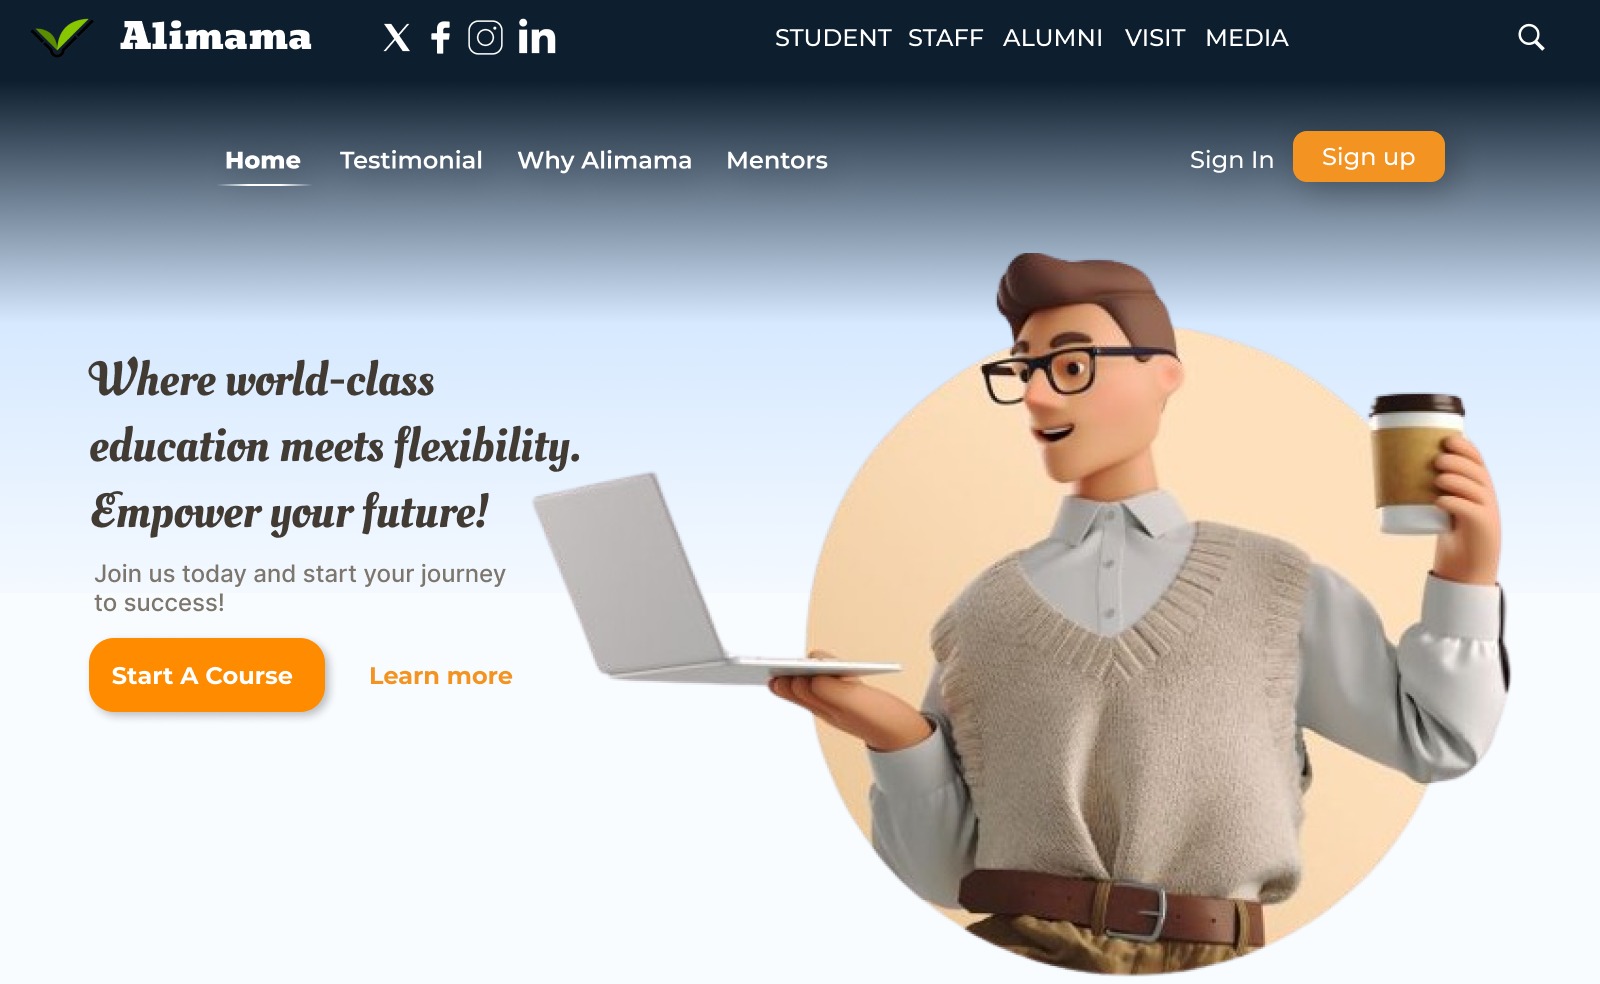 Alimama
STUDENT STAFF ALUMNI VISIT MEDIA
Home Testimonial Why Alimama Mentors
Sign In Sign up
Where world-class
education meets flexibility.
Empower your future!
Join us today and start your journey
to success!
Start A Course Learn more